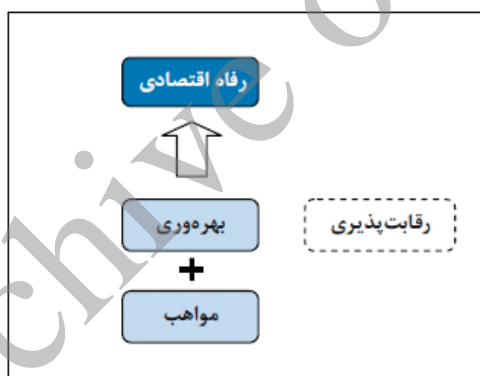 رفاه اقتصادی
بهره‌وری
رقابت‌پذیری
+
مواهب